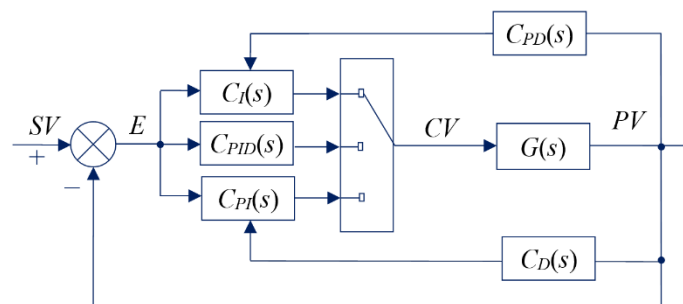 C_PD(s)
C_I(s)
SV E CV PV
C_PID(s) G(s)
+
−
C_PI(s)
C_D(s)